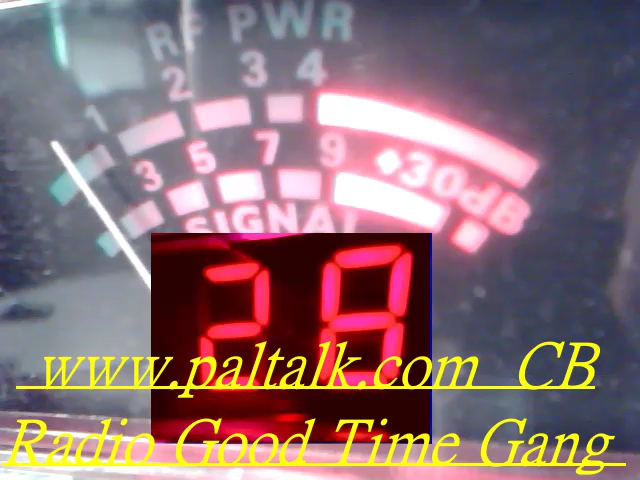 RF PWR
1 2 3 4
3 5 7 9 +30dB
SIGNAL
28
www.paltalk.com CB
Radio Good Time Gang